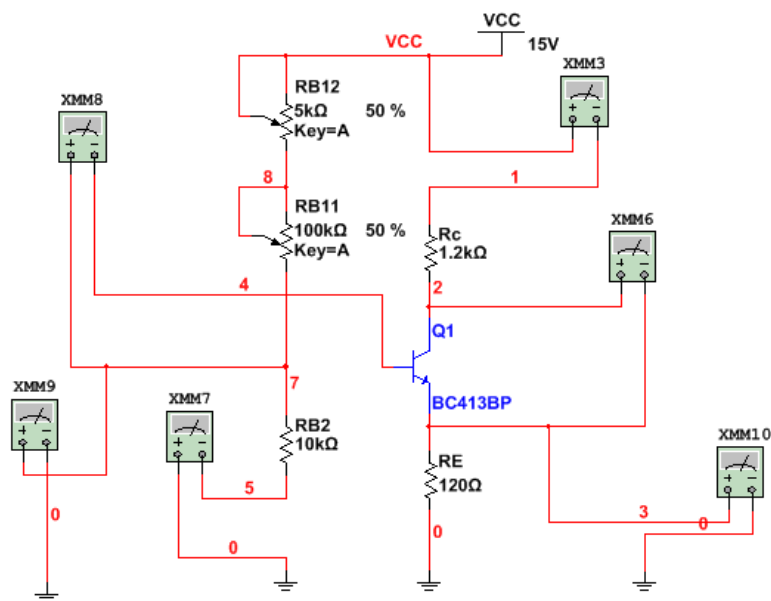 VCC
15V
VCC
XMM3
+ −
XMM8
+ −
RB12
5kΩ
Key=A
50 %
8
1
RB11
100kΩ
Key=A
50 %
Rc
1.2kΩ
XMM6
+ −
4
2
Q1
BC413BP
7
XMM9
+ −
XMM7
+ −
RB2
10kΩ
RE
120Ω
XMM10
+ −
5
0
0
0
3
0